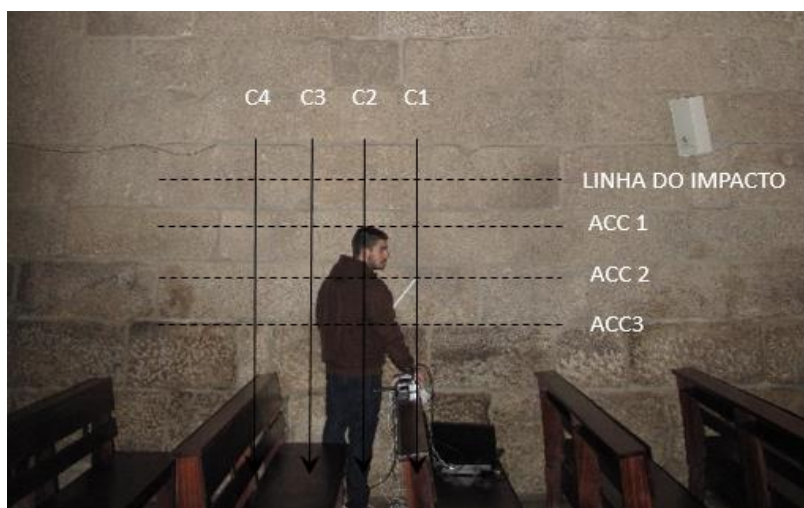 C4 C3 C2 C1
LINHA DO IMPACTO
ACC 1
ACC 2
ACC3